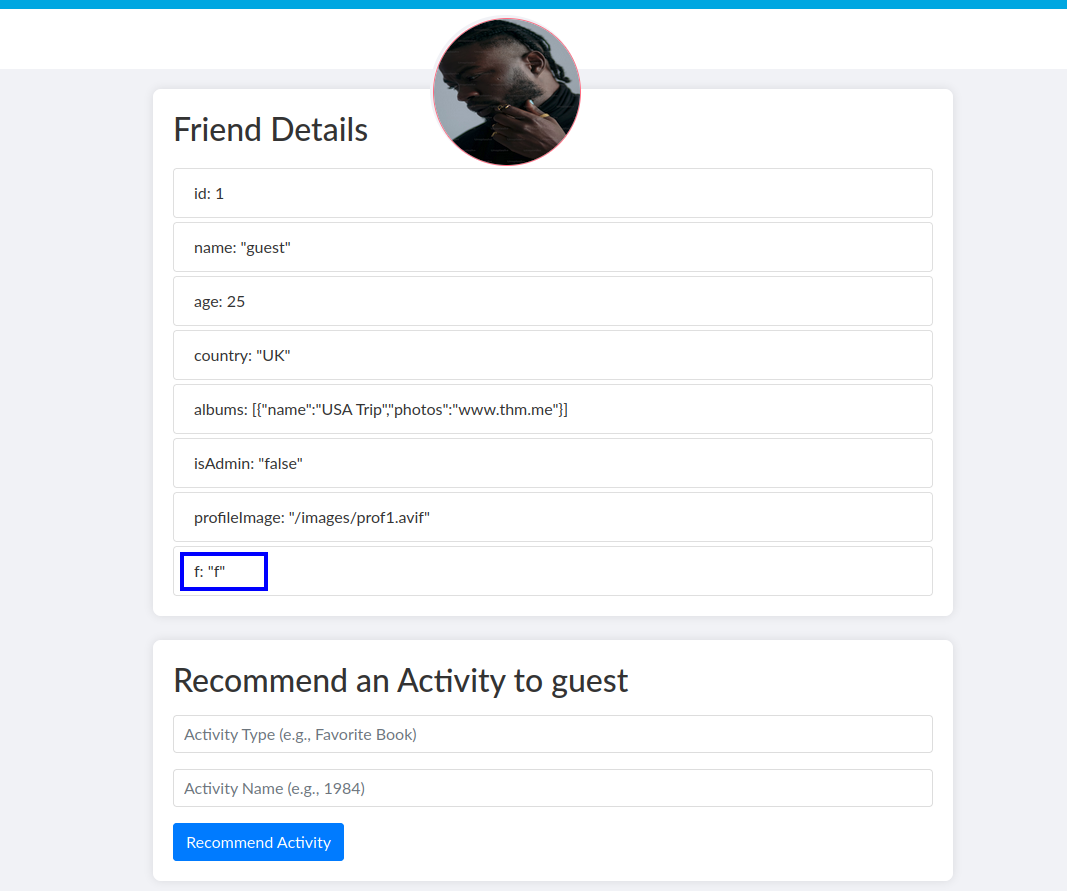 Friend Details
id: 1
name: "guest"
age: 25
country: "UK"
albums: [{"name":"USA Trip","photos":"www.thm.me"}]
isAdmin: "false"
profileImage: "/images/prof1.avif"
f: "f"
Recommend an Activity to guest
Activity Type (e.g., Favorite Book)
Activity Name (e.g., 1984)
Recommend Activity